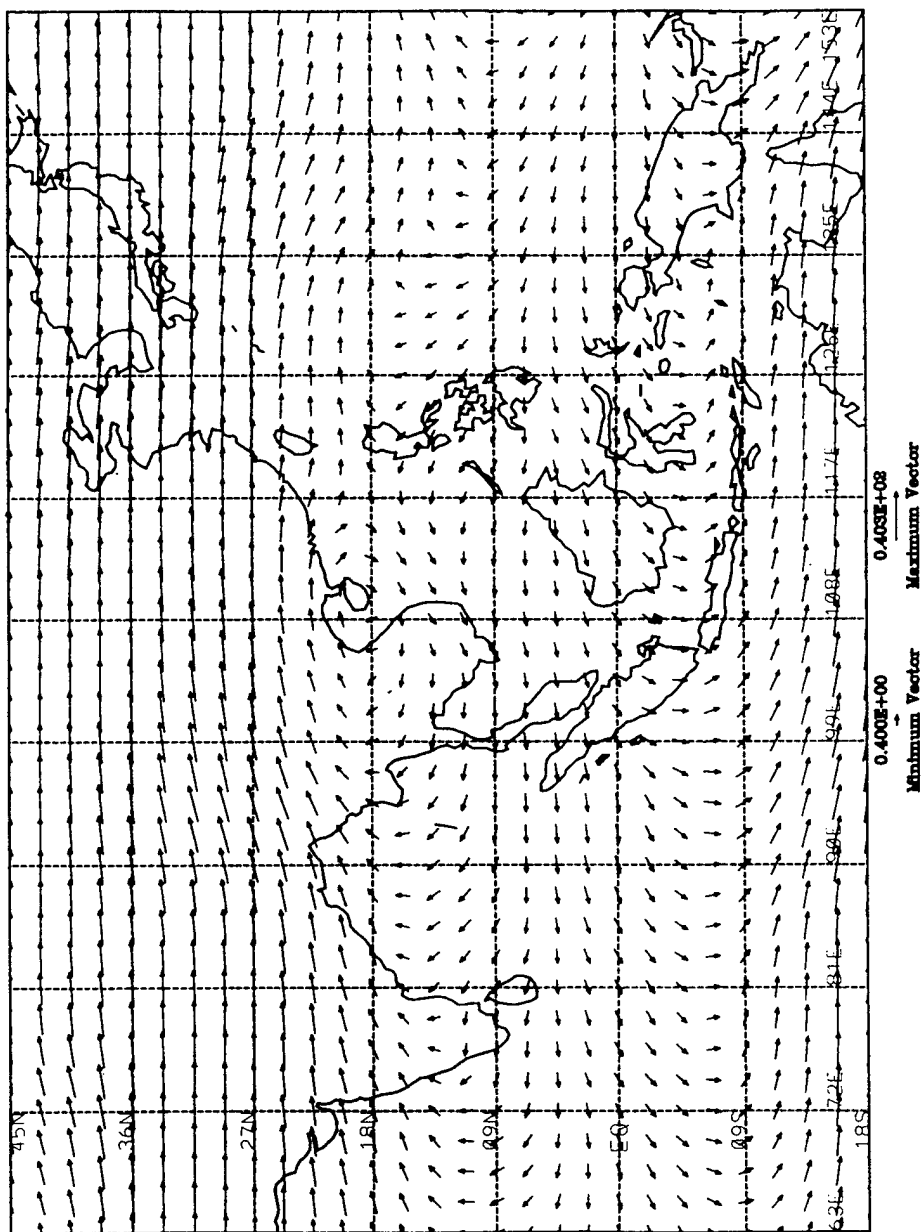 45N
36N
27N
18N
09N
EQ
09S
18S
63E
72E
81E
90E
99E
108E
117E
126E
135E
144E
153E
0.400E+00
Minimum Vector
0.403E+02
Maximum Vector